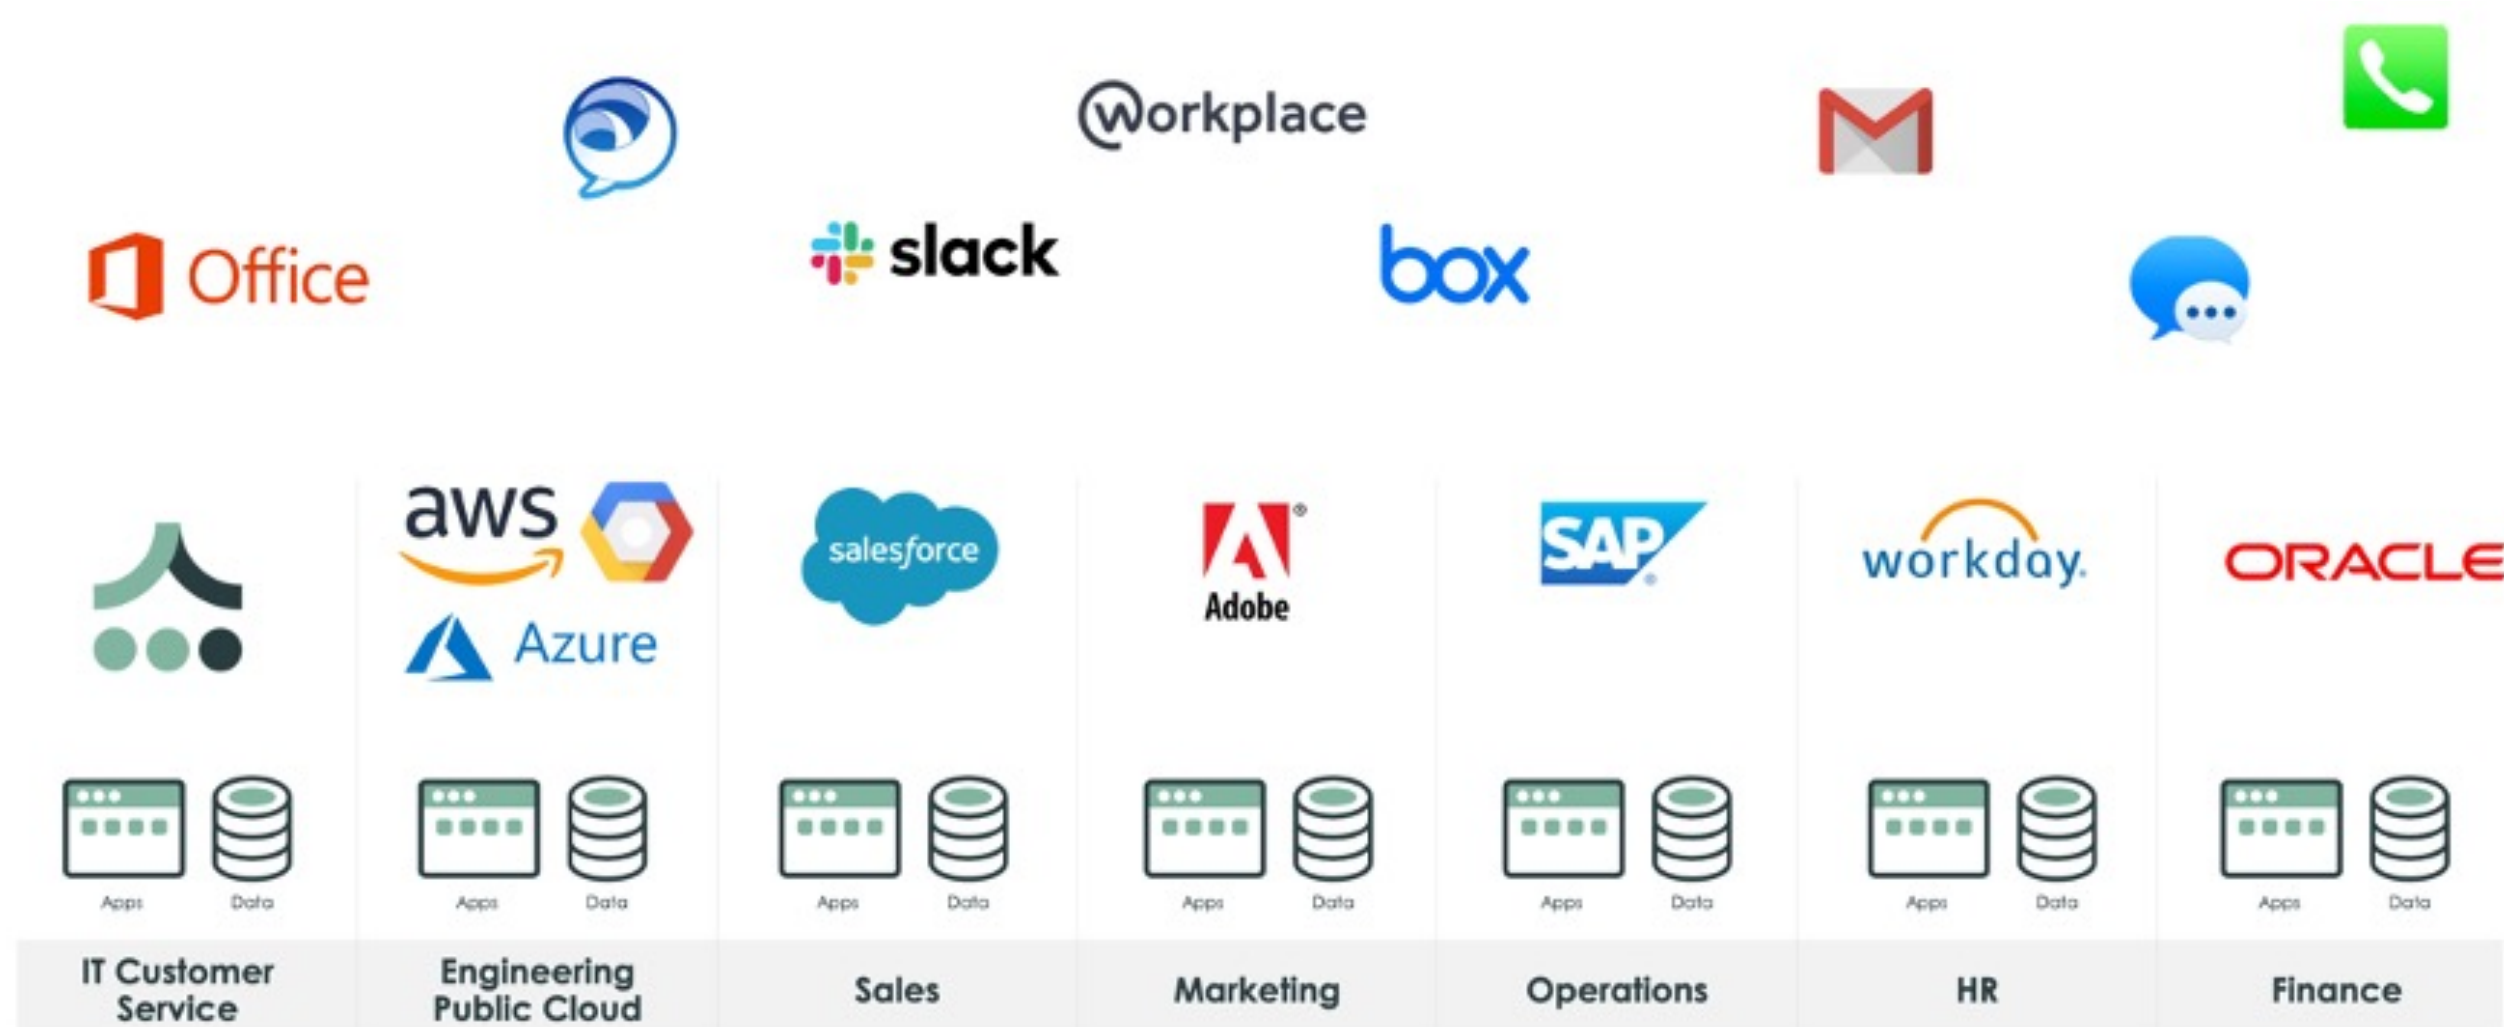 workplace
Office
slack
box
aws
Azure
salesforce
®
Adobe
SAP®
workday.
ORACLE
Apps Data Apps Data Apps Data Apps Data Apps Data Apps Data Apps Data
IT Customer
Service
Engineering
Public Cloud
Sales
Marketing
Operations
HR
Finance